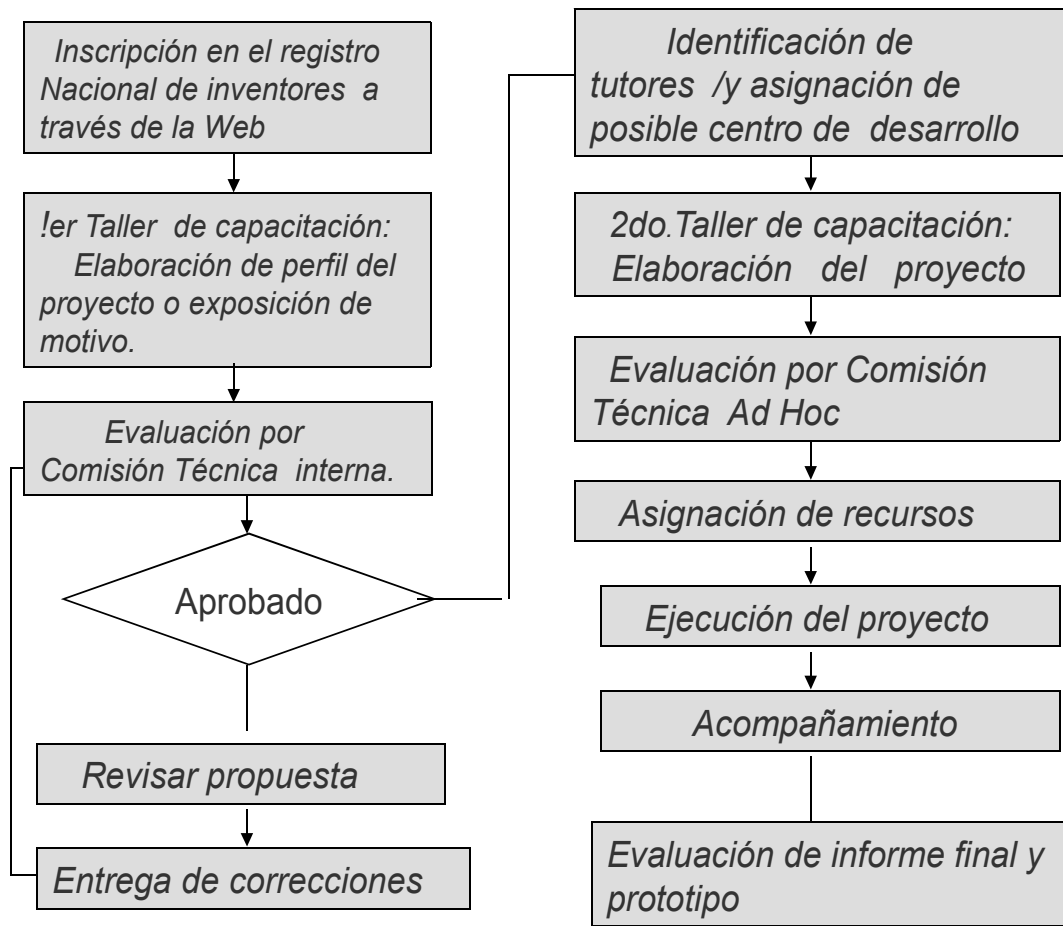 Inscripción en el registro
Nacional de inventores a
través de la Web
!er Taller de capacitación:
Elaboración de perfil del
proyecto o exposición de
motivo.
Evaluación por
Comisión Técnica interna.
Aprobado
Revisar propuesta
Entrega de correcciones
Identificación de
tutores /y asignación de
posible centro de desarrollo
2do.Taller de capacitación:
Elaboración del proyecto
Evaluación por Comisión
Técnica Ad Hoc
Asignación de recursos
Ejecución del proyecto
Acompañamiento
Evaluación de informe final y
prototipo